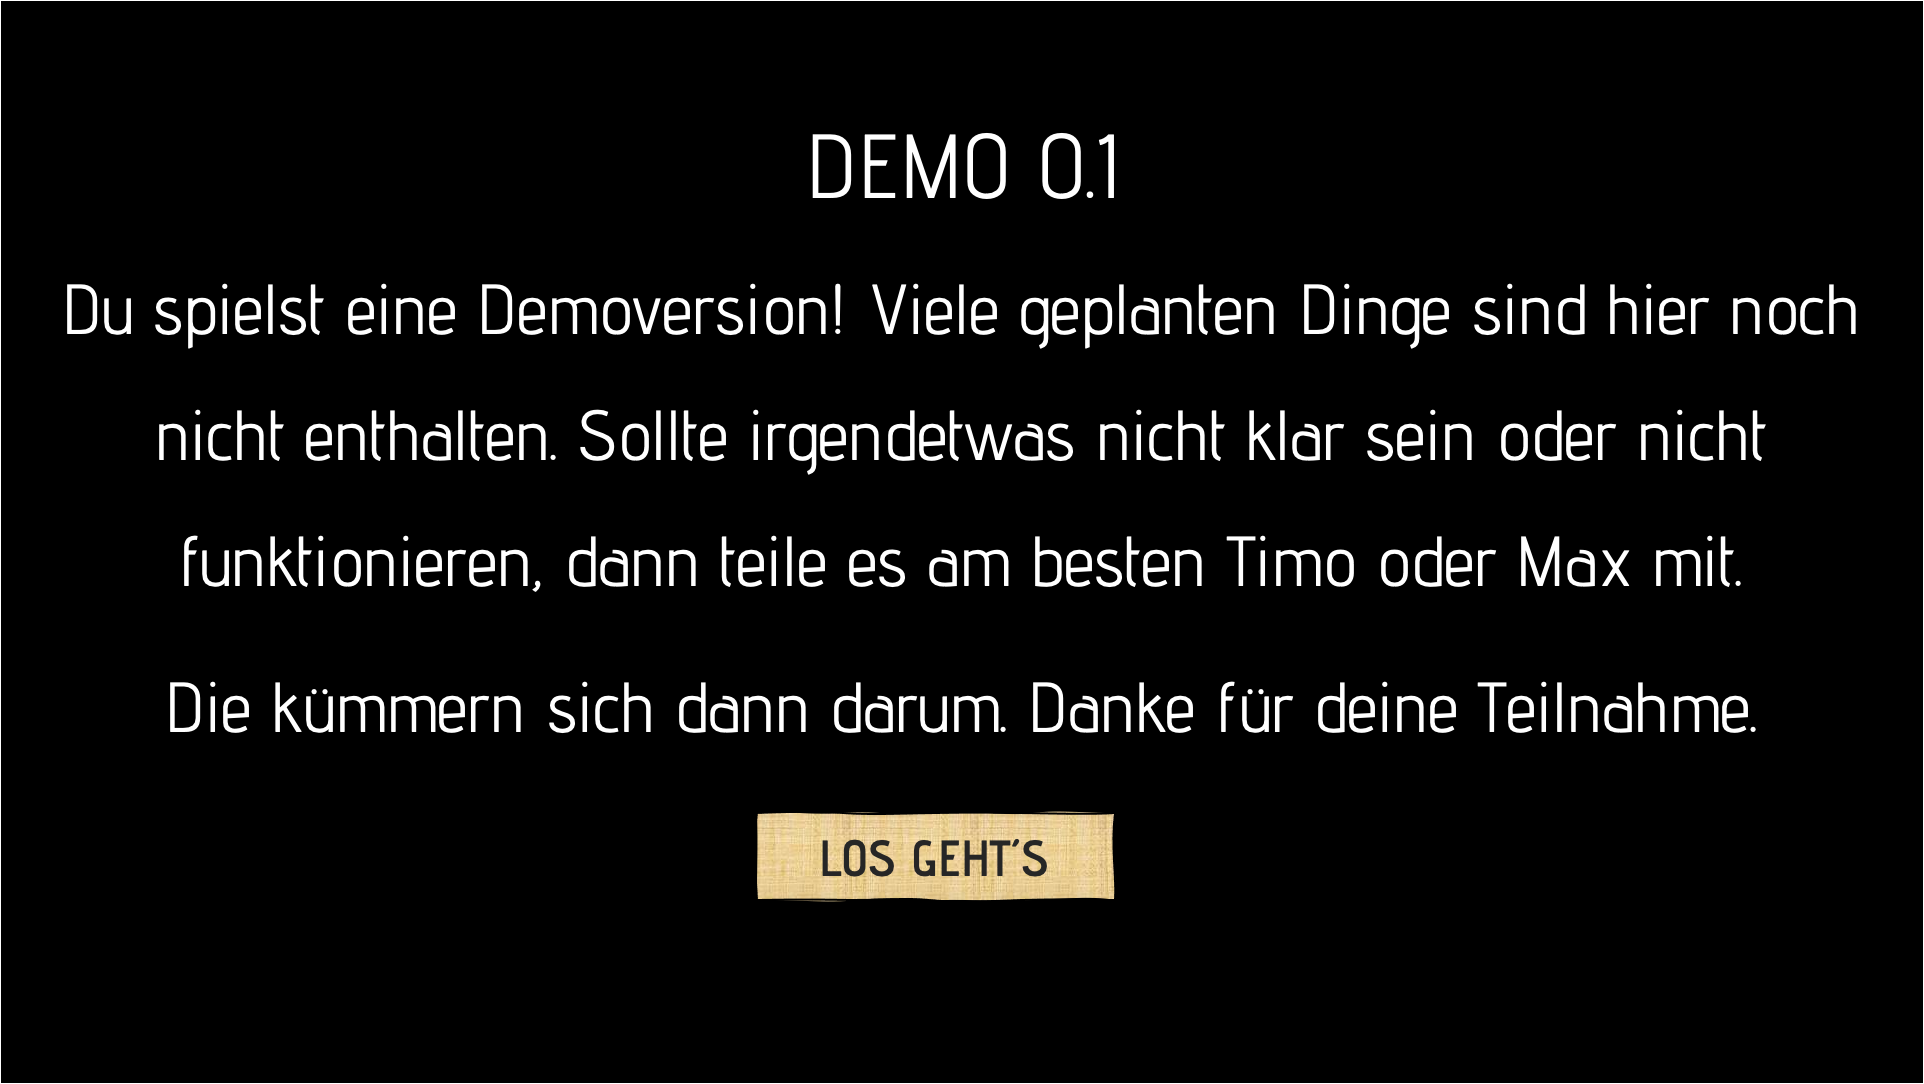 DEMO 0.1
Du spielst eine Demoversion! Viele geplanten Dinge sind hier noch
nicht enthalten. Sollte irgendetwas nicht klar sein oder nicht
funktionieren, dann teile es am besten Timo oder Max mit.
Die kümmern sich dann darum. Danke für deine Teilnahme.
LOS GEHT´S